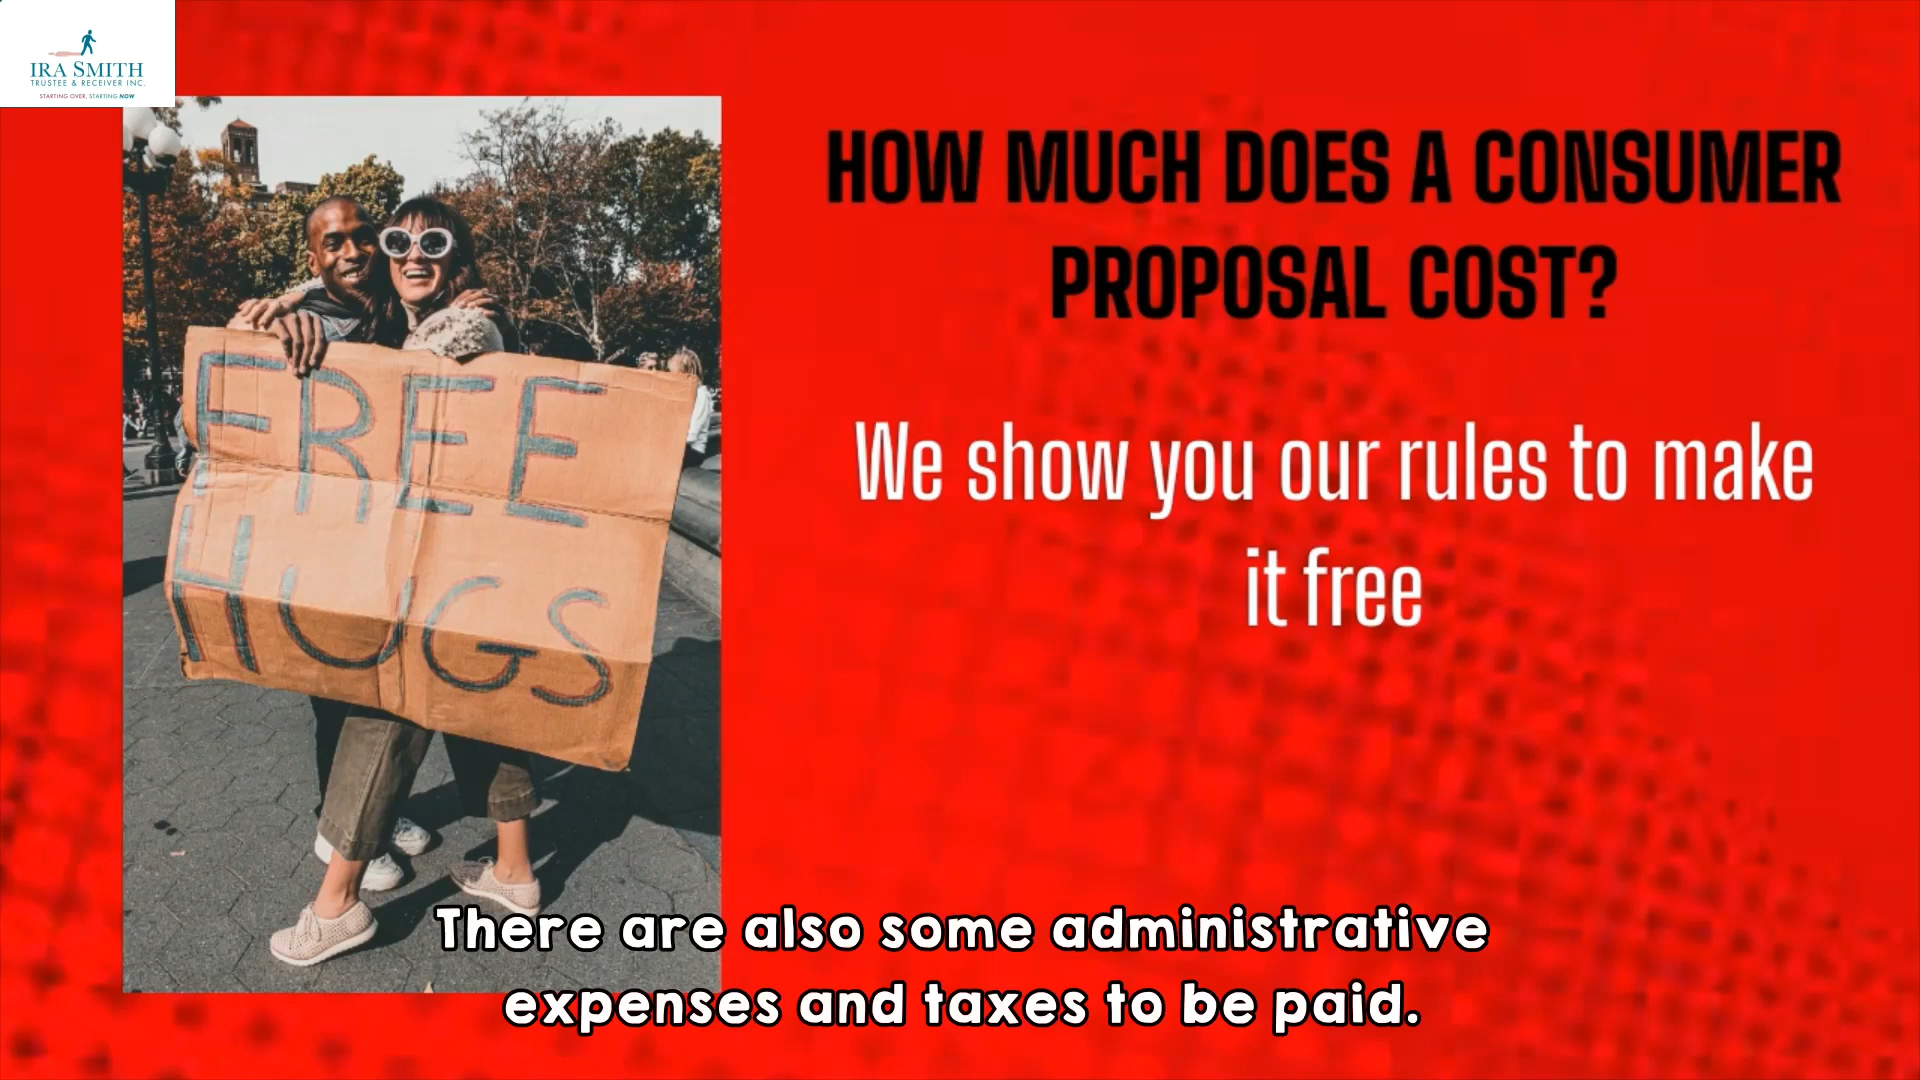 IRA SMITH
TRUSTEE & RECEIVER INC.
STARTING OVER, STARTING NOW
HOW MUCH DOES A CONSUMER
PROPOSAL COST?
We show you our rules to make
it free
FREE
HUGS
There are also some administrative
expenses and taxes to be paid.